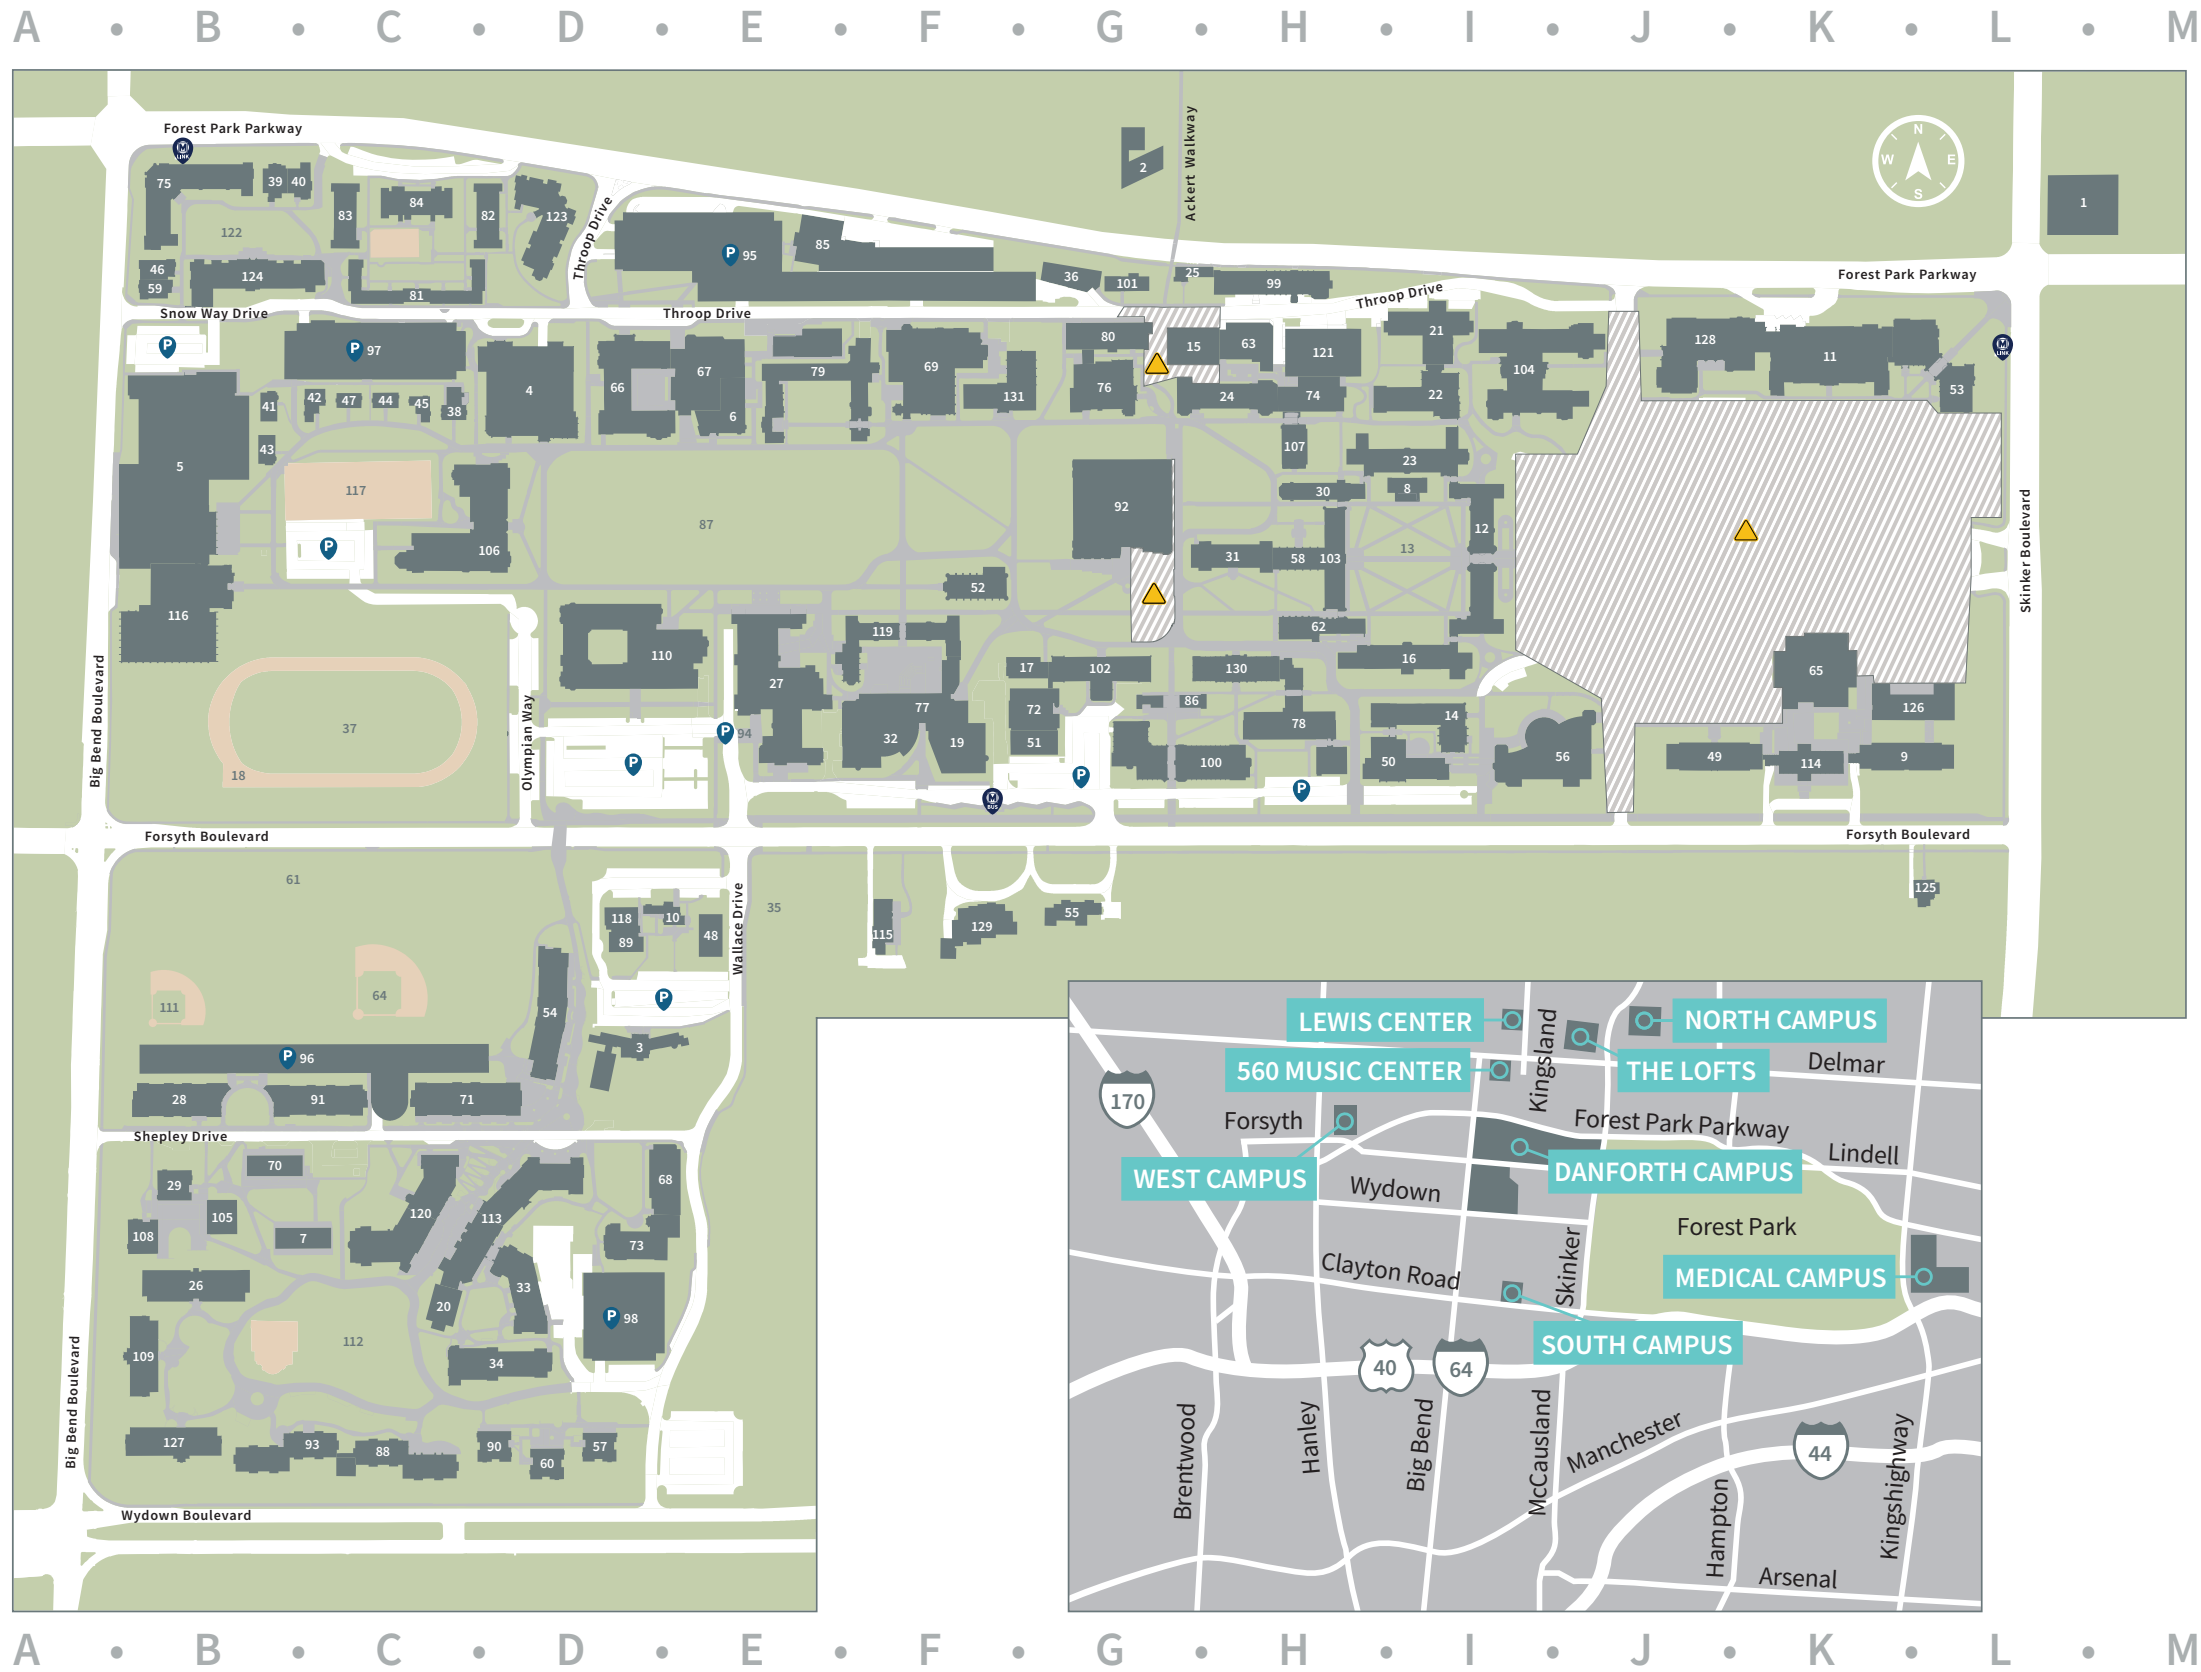 A B C D E F G H I J K L M
Forest Park Parkway
M LINK
Ackert Walkway
2
N
W E
S
75 39 40
83 84 82 123
1
122
Throop Drive
P 95
85
46
59
124
81
36 101 25 99
Forest Park Parkway
Throop Drive
Snow Way Drive
Throop Drive
P
P 97
4
66 67 6
79
69
131
80
76
15 63 121
24 74
21
22
104
128
11
53
M LINK
41 42 47 44 45 38
43
5
117
P
106
87
92
107
23
30 8
12
31 58 103
13
Skinker Boulevard
116
52
62
110
119
27
17 102
130
16
65
126
Big Bend Boulevard
37
18
Olympian Way
P 94
P
77
32 19
72
51
86
78
14
P
100
P
50
56
49 114 9
M BUS
Forsyth Boulevard
Forsyth Boulevard
61
118 10
89 48
Wallace Drive
35
115 129 55
125
111
64
54
P
3
P 96
28 91 71
Shepley Drive
70
29
105
108
7
120 113
68
73
26
20 33
P 98
109
112
34
Big Bend Boulevard
127
93 88
90 60 57
Wydown Boulevard
LEWIS CENTER
NORTH CAMPUS
560 MUSIC CENTER
THE LOFTS
Kingsland
Delmar
170
Forsyth
Forest Park Parkway
Lindell
WEST CAMPUS
DANFORTH CAMPUS
Wydown
Forest Park
Skinker
Clayton Road
MEDICAL CAMPUS
SOUTH CAMPUS
40
64
Brentwood
Hanley
Big Bend
McCausland
Manchester
44
Hampton
Kingshighway
Arsenal
A B C D E F G H I J K L M